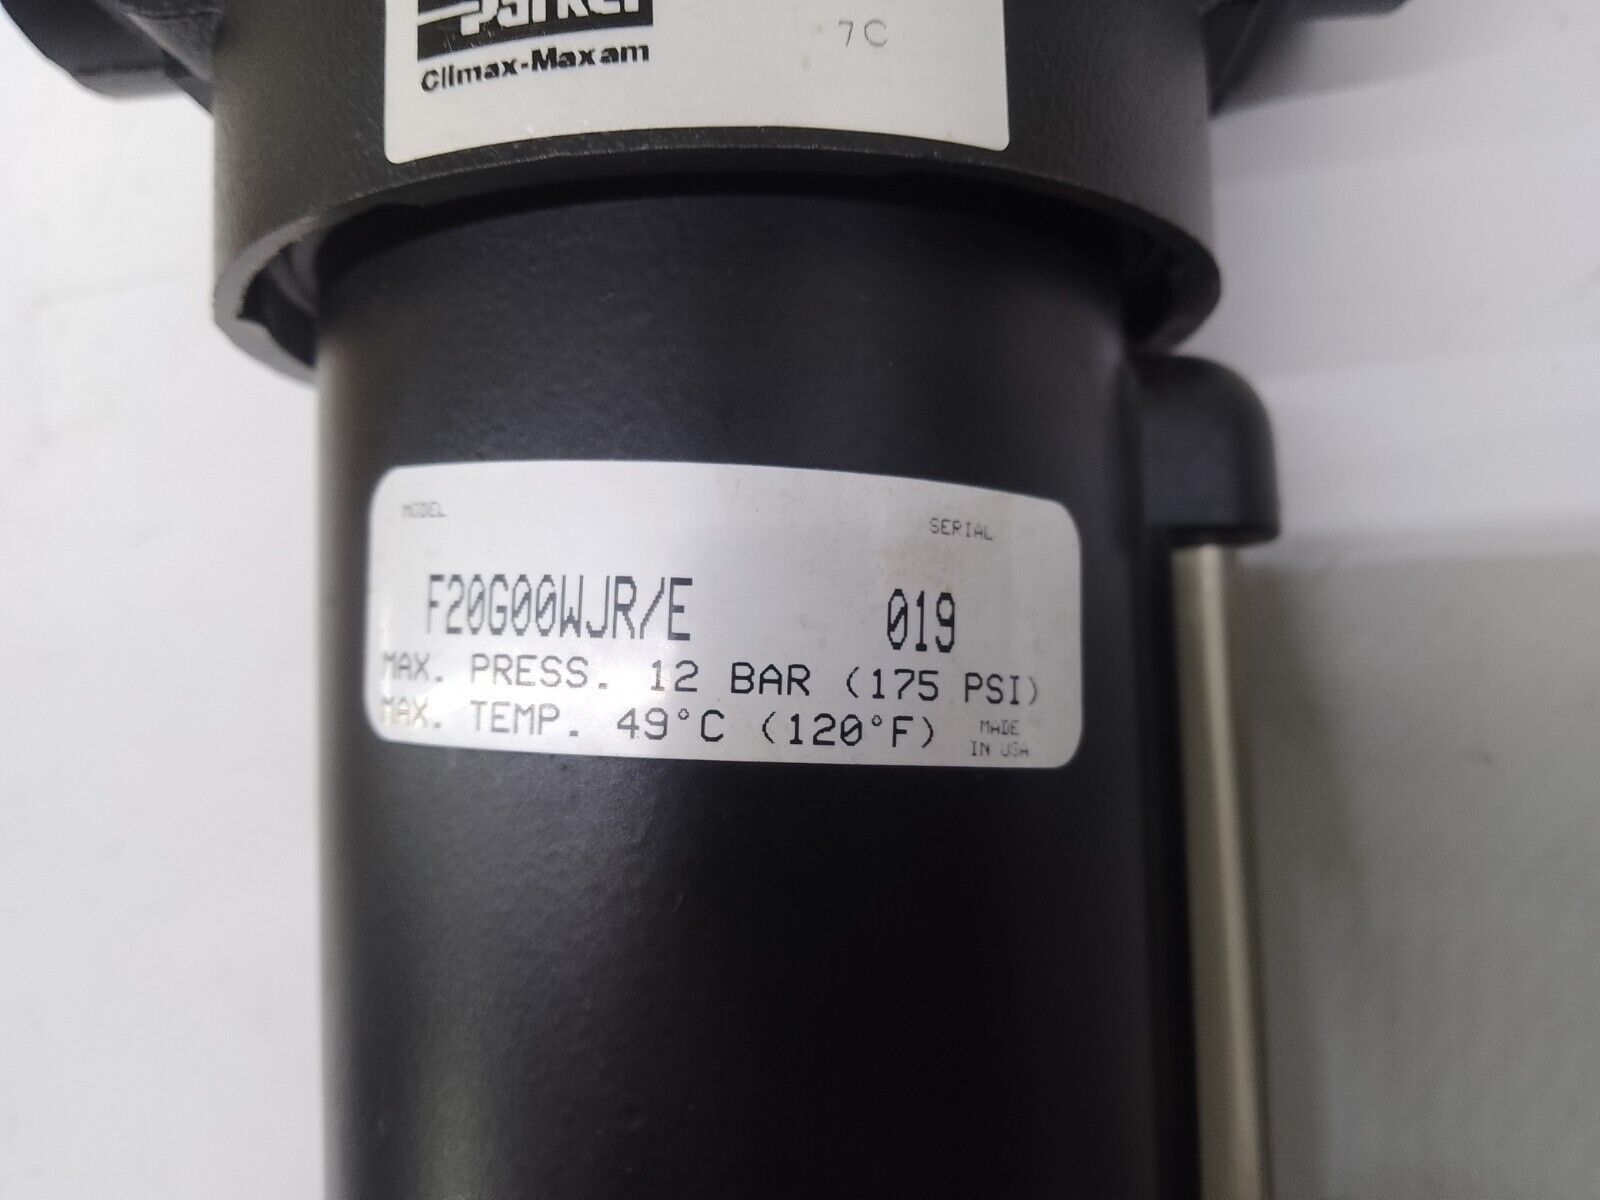 Parker
Climax-Maxam
7C
MODEL SERIAL
F20G00WJR/E 019
MAX. PRESS. 12 BAR (175 PSI)
MAX. TEMP. 49°C (120°F)
MADE
IN USA